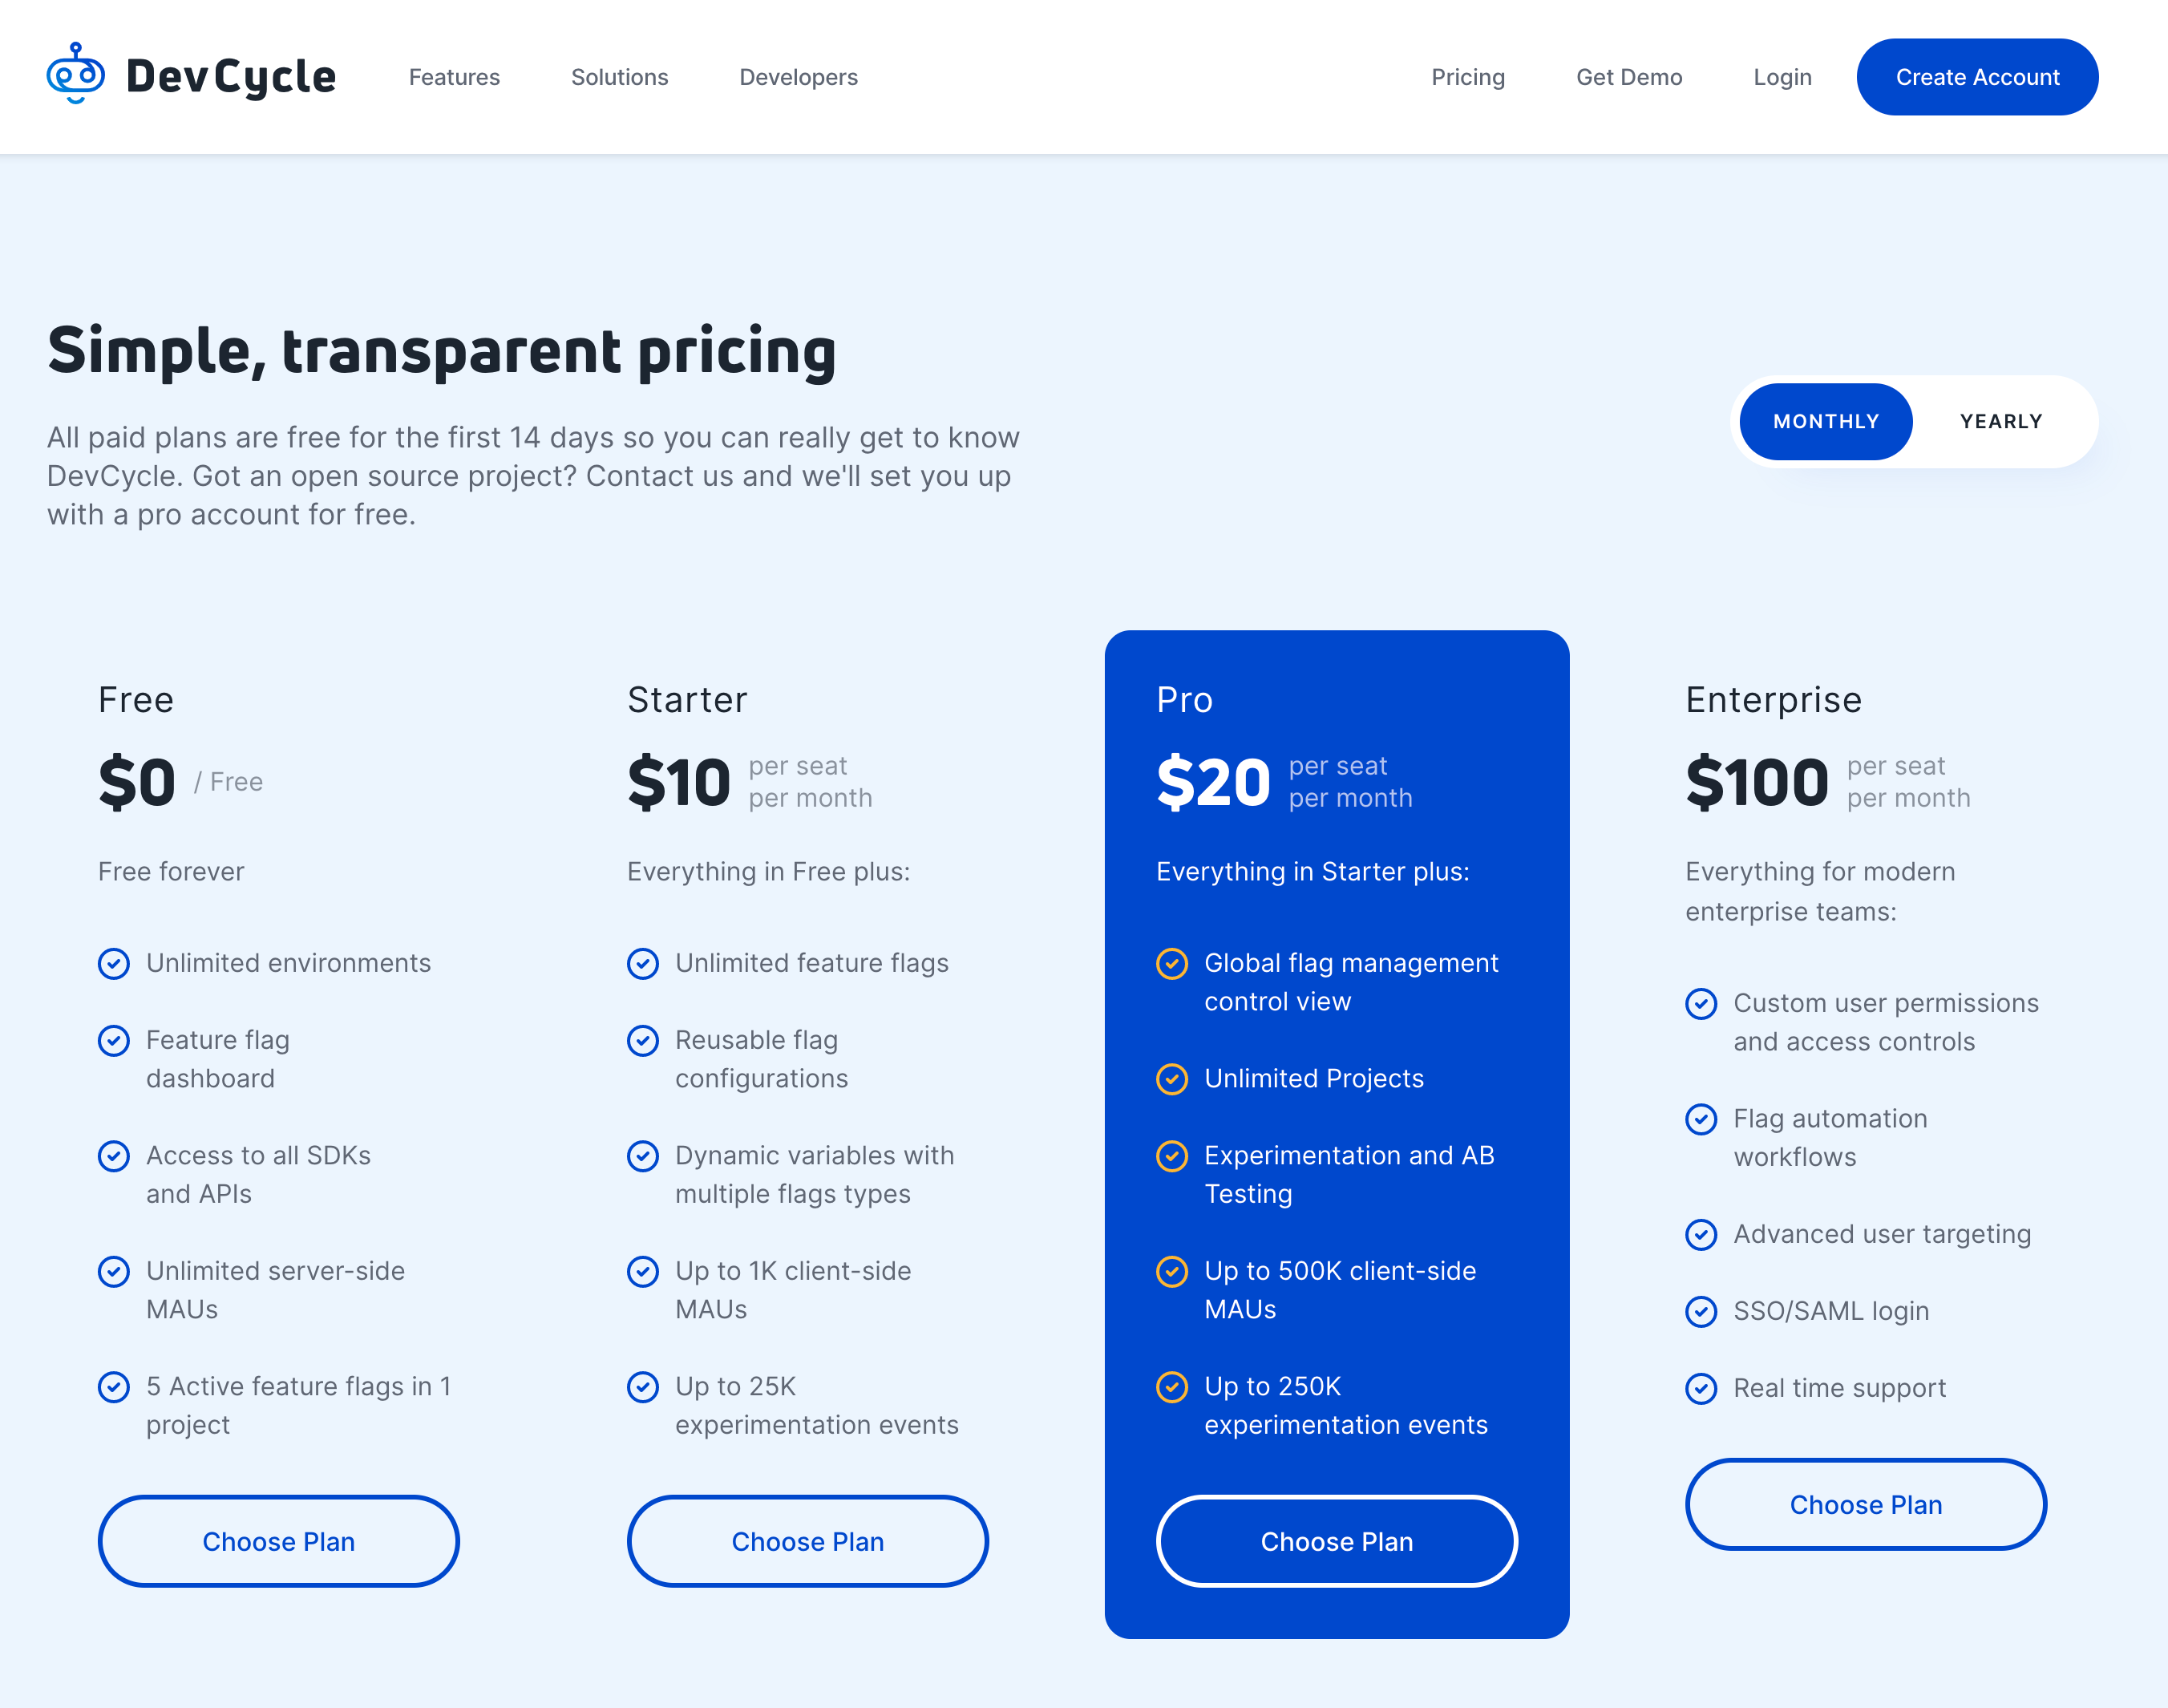 DevCycle
Features
Solutions
Developers
Pricing
Get Demo
Login
Create Account
Simple, transparent pricing
All paid plans are free for the first 14 days so you can really get to know
DevCycle. Got an open source project? Contact us and we'll set you up
with a pro account for free.
MONTHLY
YEARLY
Free
$0
/ Free
Free forever
Unlimited environments
Feature flag
dashboard
Access to all SDKs
and APIs
Unlimited server-side
MAUs
5 Active feature flags in 1
project
Choose Plan
Starter
$10
per seat
per month
Everything in Free plus:
Unlimited feature flags
Reusable flag
configurations
Dynamic variables with
multiple flags types
Up to 1K client-side
MAUs
Up to 25K
experimentation events
Choose Plan
Pro
$20
per seat
per month
Everything in Starter plus:
Global flag management
control view
Unlimited Projects
Experimentation and AB
Testing
Up to 500K client-side
MAUs
Up to 250K
experimentation events
Choose Plan
Enterprise
$100
per seat
per month
Everything for modern
enterprise teams:
Custom user permissions
and access controls
Flag automation
workflows
Advanced user targeting
SSO/SAML login
Real time support
Choose Plan